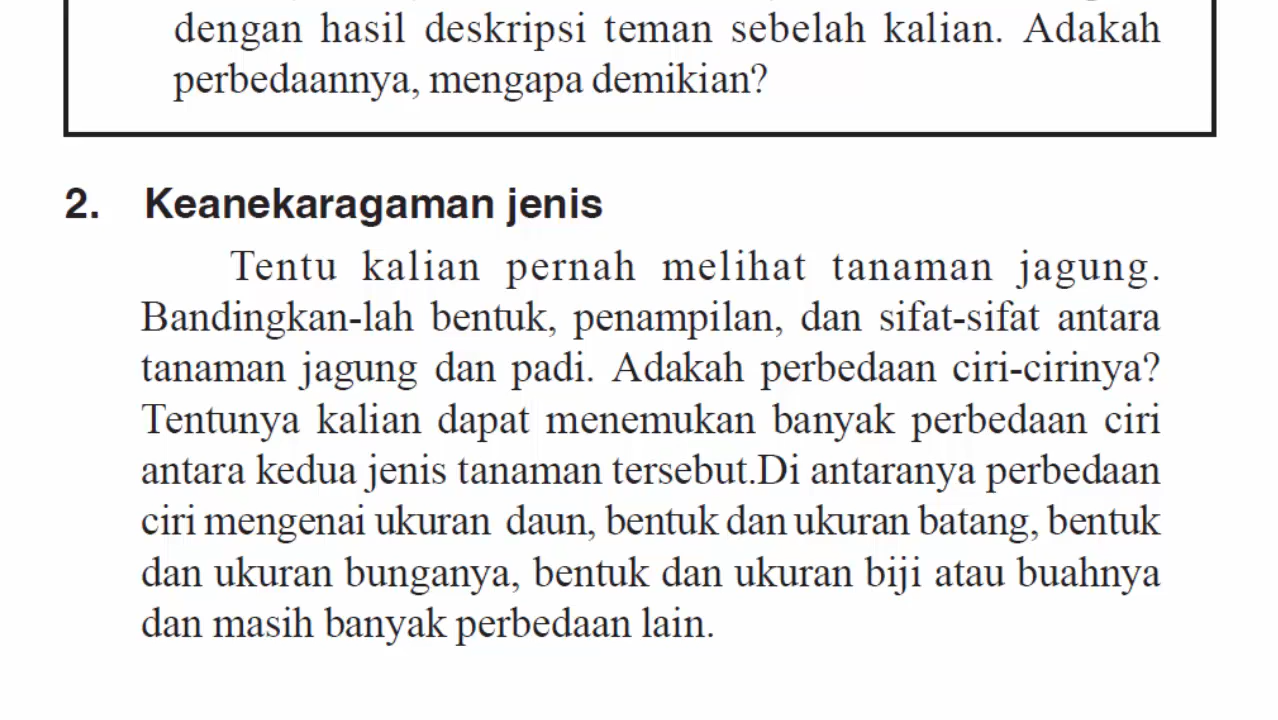 dengan hasil deskripsi teman sebelah kalian. Adakah
perbedaannya, mengapa demikian?
2. Keanekaragaman jenis
Tentu kalian pernah melihat tanaman jagung.
Bandingkan-lah bentuk, penampilan, dan sifat-sifat antara
tanaman jagung dan padi. Adakah perbedaan ciri-cirinya?
Tentunya kalian dapat menemukan banyak perbedaan ciri
antara kedua jenis tanaman tersebut.Di antaranya perbedaan
ciri mengenai ukuran daun, bentuk dan ukuran batang, bentuk
dan ukuran bunganya, bentuk dan ukuran biji atau buahnya
dan masih banyak perbedaan lain.